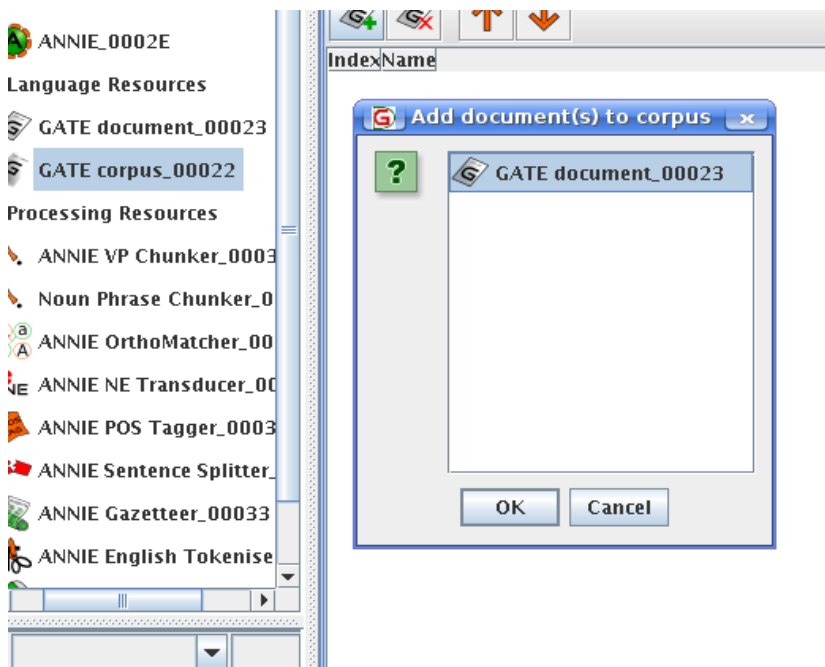 ANNIE_0002E
Language Resources
GATE document_00023
GATE corpus_00022
Processing Resources
ANNIE VP Chunker_0003
Noun Phrase Chunker_0
ANNIE OrthoMatcher_00
ANNIE NE Transducer_00
ANNIE POS Tagger_0003
ANNIE Sentence Splitter_
ANNIE Gazetteer_00033
ANNIE English Tokenise
Index Name
Add document(s) to corpus
GATE document_00023
OK
Cancel